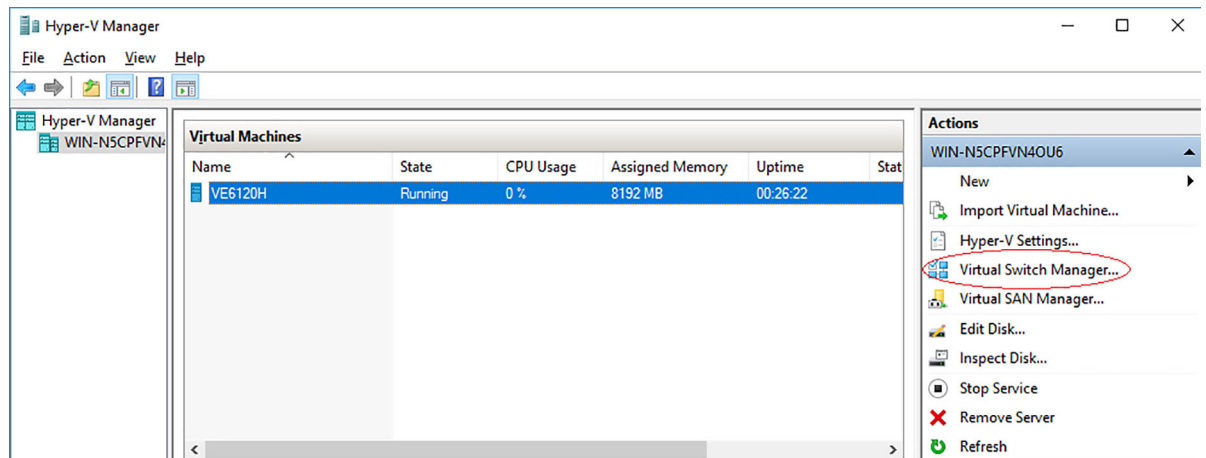 Hyper-V Manager
File Action View Help
Hyper-V Manager
WIN-N5CPFVN4
Virtual Machines
Name State CPU Usage Assigned Memory Uptime Stat
VE6120H Running 0 % 8192 MB 00:26:22
Actions
WIN-N5CPFVN4OU6
New
Import Virtual Machine...
Hyper-V Settings...
Virtual Switch Manager...
Virtual SAN Manager...
Edit Disk...
Inspect Disk...
Stop Service
Remove Server
Refresh